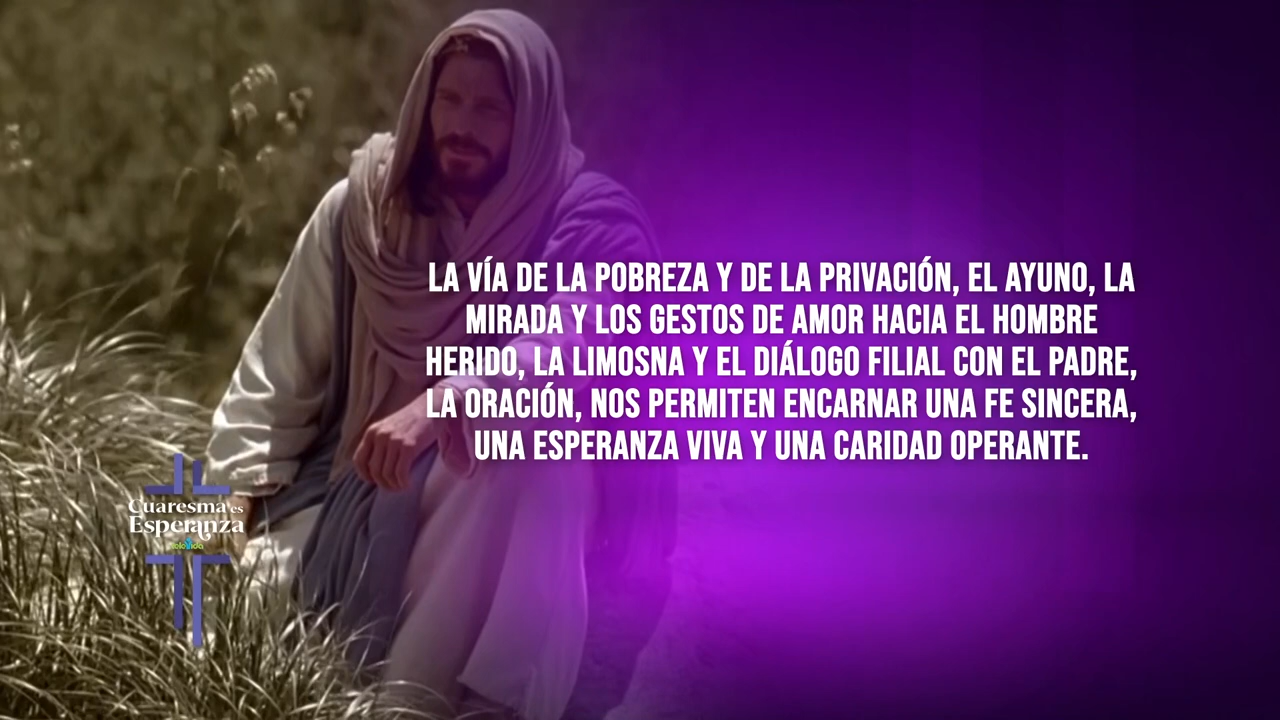 LA VÍA DE LA POBREZA Y DE LA PRIVACIÓN, EL AYUNO, LA
MIRADA Y LOS GESTOS DE AMOR HACIA EL HOMBRE
HERIDO, LA LIMOSNA Y EL DIÁLOGO FILIAL CON EL PADRE,
LA ORACIÓN, NOS PERMITEN ENCARNAR UNA FE SINCERA,
UNA ESPERANZA VIVA Y UNA CARIDAD OPERANTE.
Cuaresma es
Esperanza